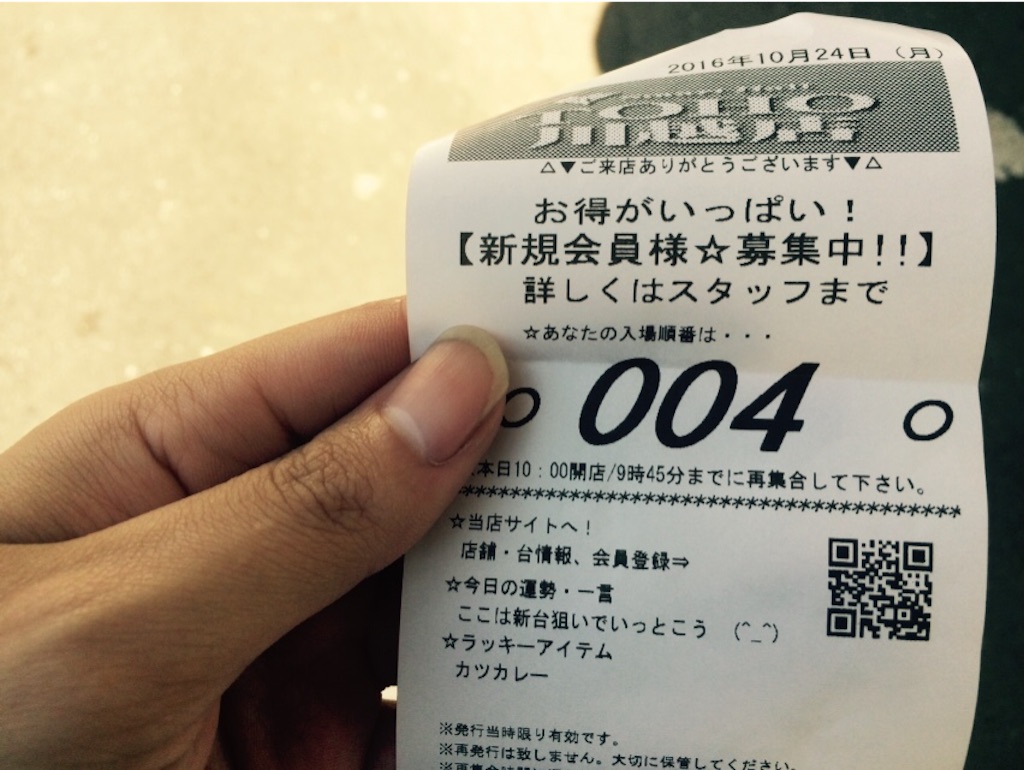 2016年10月24日 (月)
TOHO
川越店
△▼ご来店ありがとうございます▼△
お得がいっぱい！
【新規会員様☆募集中!!】
詳しくはスタッフまで
☆あなたの入場順番は・・・
○ 004 ○
本日10：00開店/9時45分までに再集合して下さい。
************************************************
☆当店サイトへ！
店舗・台情報、会員登録⇒
☆今日の運勢・一言
ここは新台狙いでいっとこう (^_^)
☆ラッキーアイテム
カツカレー
※発行当時限り有効です。
※再発行は致しません。大切に保管してください。